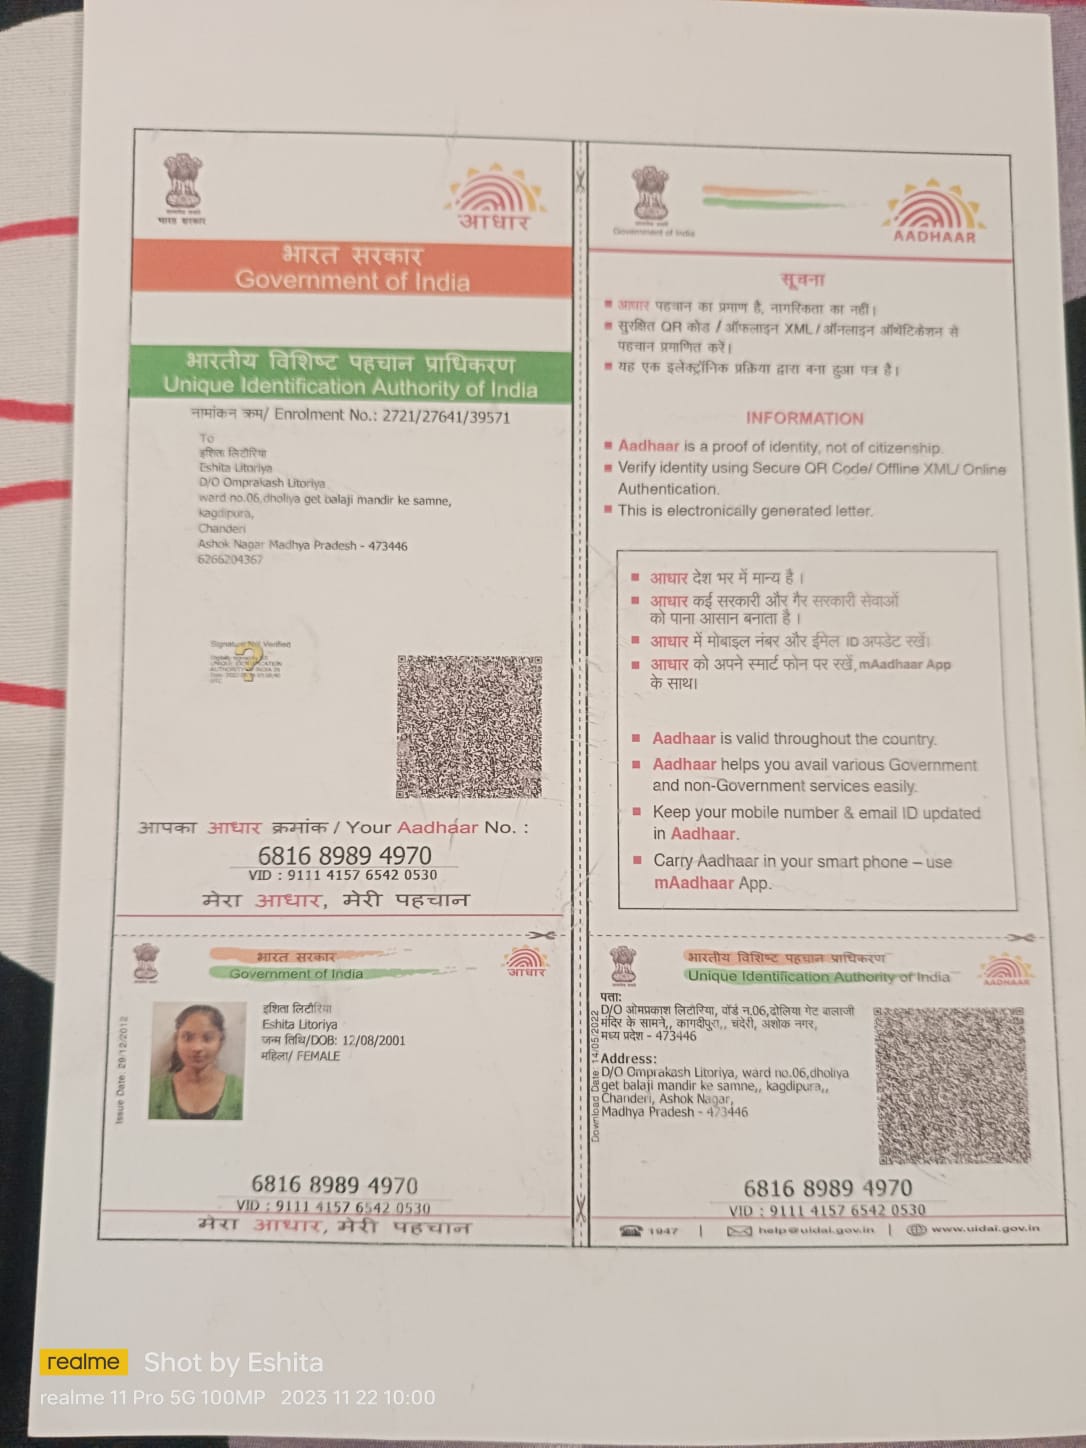 भारत सरकार
आधार
भारत सरकार
Government of India
भारतीय विशिष्ट पहचान प्राधिकरण
Unique Identification Authority of India
नामांकन क्रम/ Enrolment No.: 2721/27641/39571
To
इशिता लिटौरिया
Eshita Litoriya
D/O Omprakash Litoriya
ward no.06,dholiya get balaji mandir ke samne,
kagdipura,
Chanderi
Ashok Nagar Madhya Pradesh - 473446
6266204367
Signature Not Verified
आपका आधार क्रमांक / Your Aadhaar No. :
6816 8989 4970
VID : 9111 4157 6542 0530
मेरा आधार, मेरी पहचान
Government of India
AADHAAR
सूचना
आधार पहचान का प्रमाण है, नागरिकता का नहीं।
सुरक्षित QR कोड / ऑफलाइन XML / ऑनलाइन ऑथेंटिकेशन से
पहचान प्रमाणित करें।
यह एक इलेक्ट्रॉनिक प्रक्रिया द्वारा बना हुआ पत्र है।
INFORMATION
Aadhaar is a proof of identity, not of citizenship.
Verify identity using Secure QR Code/ Offline XML/ Online
Authentication.
This is electronically generated letter.
आधार देश भर में मान्य है ।
आधार कई सरकारी और गैर सरकारी सेवाओं
को पाना आसान बनाता है ।
आधार में मोबाइल नंबर और ईमेल ID अपडेट रखें।
आधार को अपने स्मार्ट फोन पर रखें, mAadhaar App
के साथ।
Aadhaar is valid throughout the country.
Aadhaar helps you avail various Government
and non-Government services easily.
Keep your mobile number & email ID updated
in Aadhaar.
Carry Aadhaar in your smart phone – use
mAadhaar App.
भारत सरकार
Government of India
आधार
Issue Date: 29/12/2012
इशिता लिटौरिया
Eshita Litoriya
जन्म तिथि/DOB: 12/08/2001
महिला/ FEMALE
6816 8989 4970
VID : 9111 4157 6542 0530
मेरा आधार, मेरी पहचान
भारतीय विशिष्ट पहचान प्राधिकरण
Unique Identification Authority of India
AADHAAR
Download Date: 14/05/2022
पता:
D/O ओमप्रकाश लिटौरिया, वॉर्ड न.06,ढोलिया गेट बालाजी
मंदिर के सामने,, कागदीपुरा,, चंदेरी, अशोक नगर,
मध्य प्रदेश - 473446
Address:
D/O Omprakash Litoriya, ward no.06,dholiya
get balaji mandir ke samne,, kagdipura,,
Chanderi, Ashok Nagar,
Madhya Pradesh - 473446
6816 8989 4970
VID : 9111 4157 6542 0530
1947 | help@uidai.gov.in | www.uidai.gov.in
realme Shot by Eshita
realme 11 Pro 5G 100MP 2023 11 22 10:00